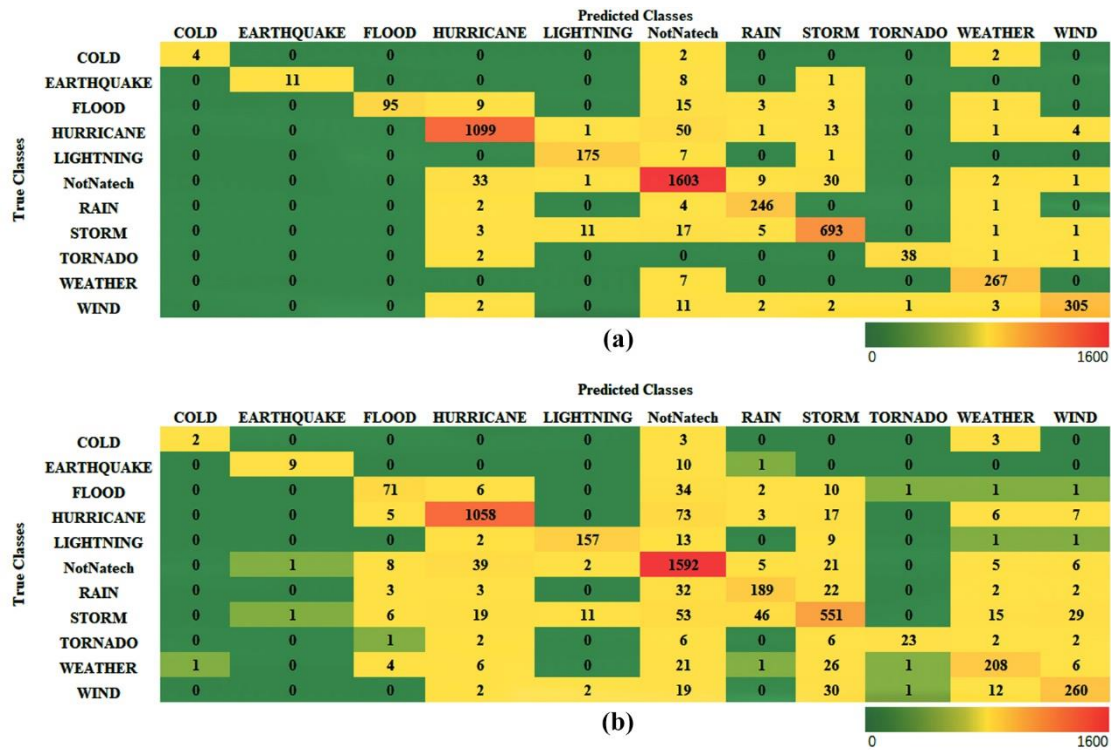 Predicted Classes
COLD EARTHQUAKE FLOOD HURRICANE LIGHTNING NotNatech RAIN STORM TORNADO WEATHER WIND
True Classes
COLD 4 0 0 0 0 2 0 0 0 2 0
EARTHQUAKE 0 11 0 0 0 8 0 1 0 0 0
FLOOD 0 0 95 9 0 15 3 3 0 1 0
HURRICANE 0 0 0 1099 1 50 1 13 0 1 4
LIGHTNING 0 0 0 0 175 7 0 1 0 0 0
NotNatech 0 0 0 33 1 1603 9 30 0 2 1
RAIN 0 0 0 2 0 4 246 0 0 1 0
STORM 0 0 0 3 11 17 5 693 0 1 1
TORNADO 0 0 0 2 0 0 0 0 38 1 1
WEATHER 0 0 0 0 0 7 0 0 0 267 0
WIND 0 0 0 2 0 11 2 2 1 3 305
(a)
0 1600
Predicted Classes
COLD EARTHQUAKE FLOOD HURRICANE LIGHTNING NotNatech RAIN STORM TORNADO WEATHER WIND
True Classes
COLD 2 0 0 0 0 3 0 0 0 3 0
EARTHQUAKE 0 9 0 0 0 10 1 0 0 0 0
FLOOD 0 0 71 6 0 34 2 10 1 1 1
HURRICANE 0 0 5 1058 0 73 3 17 0 6 7
LIGHTNING 0 0 0 2 157 13 0 9 0 1 1
NotNatech 0 1 8 39 2 1592 5 21 0 5 6
RAIN 0 0 3 3 0 32 189 22 0 2 2
STORM 0 1 6 19 11 53 46 551 0 15 29
TORNADO 0 0 1 2 0 6 0 6 23 2 2
WEATHER 1 0 4 6 0 21 1 26 1 208 6
WIND 0 0 0 2 2 19 0 30 1 12 260
(b)
0 1600